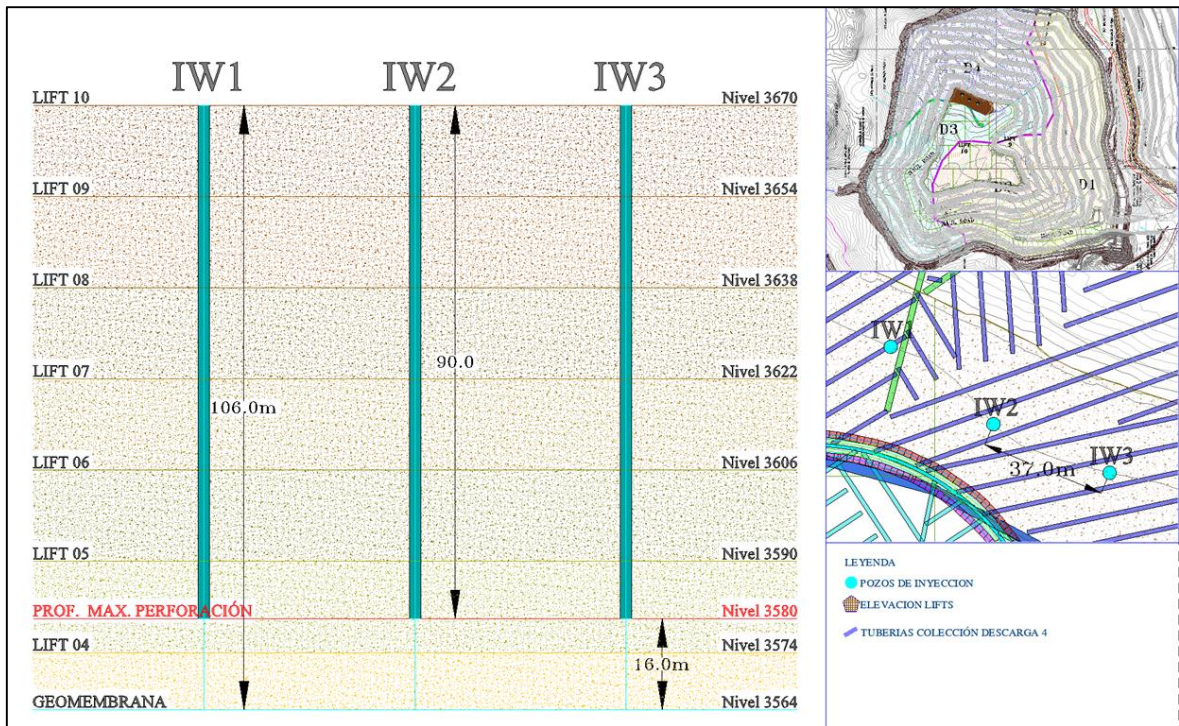 IW1 IW2 IW3
LIFT 10 Nivel 3670
LIFT 09 Nivel 3654
LIFT 08 Nivel 3638
90.0
LIFT 07 Nivel 3622
106.0m
LIFT 06 Nivel 3606
LIFT 05 Nivel 3590
PROF. MAX. PERFORACIÓN Nivel 3580
LIFT 04 Nivel 3574
16.0m
GEOMEMBRANA Nivel 3564
D4
D3
LIFT
D1
IW1
IW2
37.0m
IW3
LEYENDA
POZOS DE INYECCION
ELEVACION LIFTS
TUBERIAS COLECCIÓN DESCARGA 4